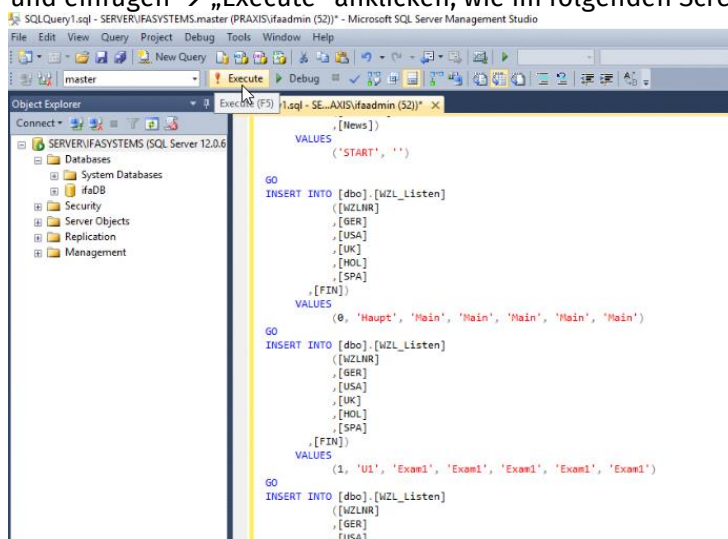 und einfügen → „Execute“ anklicken, wie im folgenden Scre
SQLQuery1.sql - SERVER\IFASYSTEMS.master (PRAXIS\ifaadmin (52))* - Microsoft SQL Server Management Studio
File Edit View Query Project Debug Tools Window Help
New Query
master Execute Debug
Object Explorer
Execute (F5)
1.sql - SE...AXIS\ifaadmin (52))*
Connect
SERVER\IFASYSTEMS (SQL Server 12.0.6
Databases
System Databases
ifaDB
Security
Server Objects
Replication
Management
,[News])
VALUES
('START', '')
GO
INSERT INTO [dbo].[WZL_Listen]
([WZLNR]
,[GER]
,[USA]
,[UK]
,[HOL]
,[SPA]
,[FIN])
VALUES
(0, 'Haupt', 'Main', 'Main', 'Main', 'Main', 'Main')
GO
INSERT INTO [dbo].[WZL_Listen]
([WZLNR]
,[GER]
,[USA]
,[UK]
,[HOL]
,[SPA]
,[FIN])
VALUES
(1, 'U1', 'Exam1', 'Exam1', 'Exam1', 'Exam1', 'Exam1')
GO
INSERT INTO [dbo].[WZL_Listen]
([WZLNR]
,[GER]
,[USA]